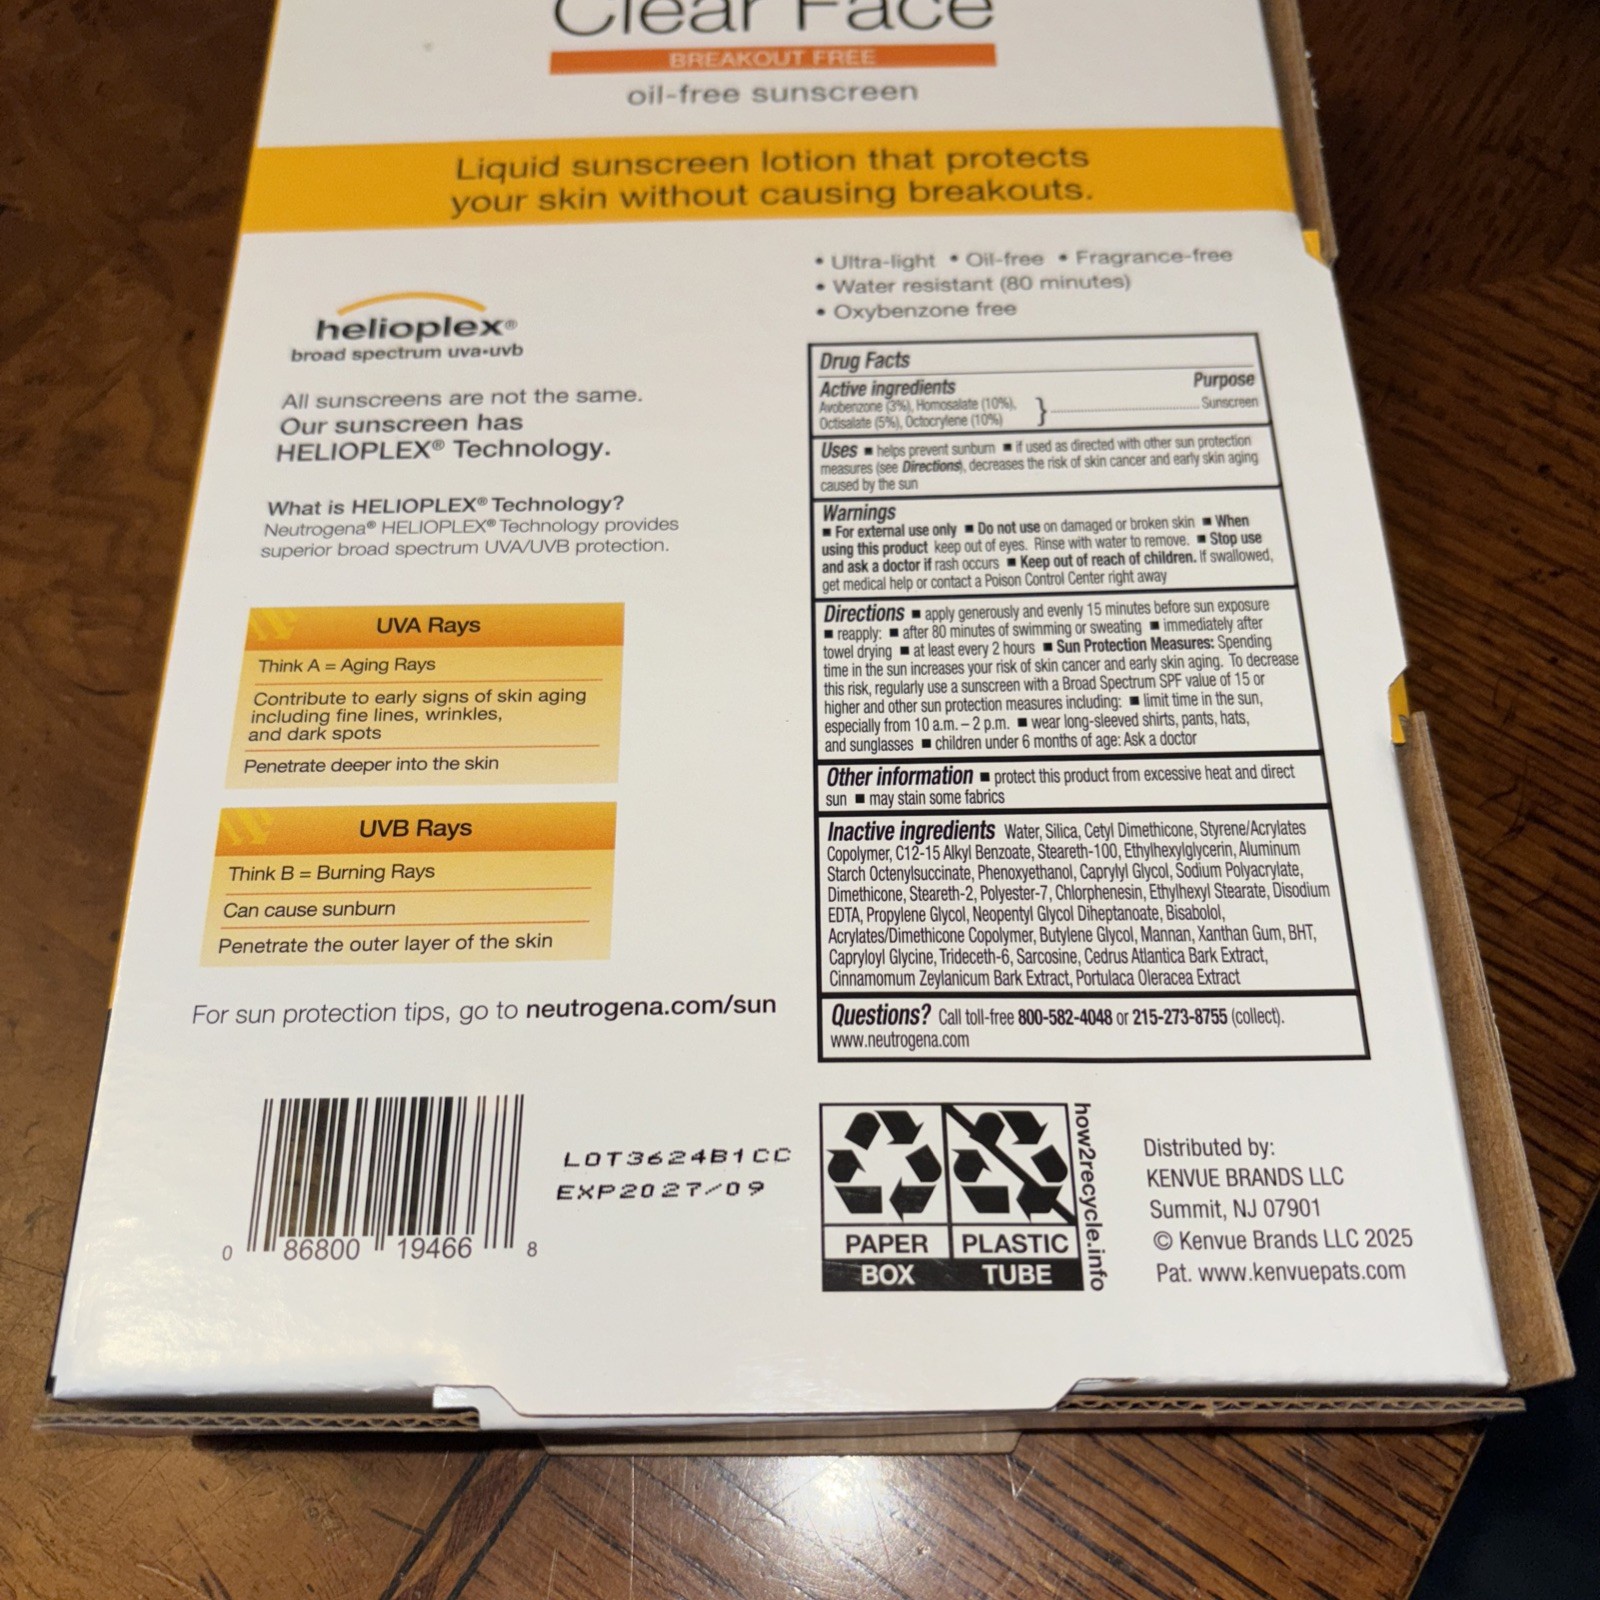 Clear Face
BREAKOUT FREE
oil-free sunscreen
Liquid sunscreen lotion that protects
your skin without causing breakouts.
helioplex®
broad spectrum uva•uvb
All sunscreens are not the same.
Our sunscreen has
HELIOPLEX® Technology.
What is HELIOPLEX® Technology?
Neutrogena® HELIOPLEX® Technology provides
superior broad spectrum UVA/UVB protection.
UVA Rays
Think A = Aging Rays
Contribute to early signs of skin aging
including fine lines, wrinkles,
and dark spots
Penetrate deeper into the skin
UVB Rays
Think B = Burning Rays
Can cause sunburn
Penetrate the outer layer of the skin
For sun protection tips, go to neutrogena.com/sun
• Ultra-light • Oil-free • Fragrance-free
• Water resistant (80 minutes)
• Oxybenzone free
Drug Facts
Active ingredients Purpose
Avobenzone (3%), Homosalate (10%),
Octisalate (5%), Octocrylene (10%) } Sunscreen
Uses ■ helps prevent sunburn ■ if used as directed with other sun protection
measures (see Directions), decreases the risk of skin cancer and early skin aging
caused by the sun
Warnings
■ For external use only ■ Do not use on damaged or broken skin ■ When
using this product keep out of eyes. Rinse with water to remove. ■ Stop use
and ask a doctor if rash occurs ■ Keep out of reach of children. If swallowed,
get medical help or contact a Poison Control Center right away
Directions ■ apply generously and evenly 15 minutes before sun exposure
■ reapply: ■ after 80 minutes of swimming or sweating ■ immediately after
towel drying ■ at least every 2 hours ■ Sun Protection Measures: Spending
time in the sun increases your risk of skin cancer and early skin aging. To decrease
this risk, regularly use a sunscreen with a Broad Spectrum SPF value of 15 or
higher and other sun protection measures including: ■ limit time in the sun,
especially from 10 a.m. – 2 p.m. ■ wear long-sleeved shirts, pants, hats,
and sunglasses ■ children under 6 months of age: Ask a doctor
Other information ■ protect this product from excessive heat and direct
sun ■ may stain some fabrics
Inactive ingredients Water, Silica, Cetyl Dimethicone, Styrene/Acrylates
Copolymer, C12-15 Alkyl Benzoate, Steareth-100, Ethylhexylglycerin, Aluminum
Starch Octenylsuccinate, Phenoxyethanol, Caprylyl Glycol, Sodium Polyacrylate,
Dimethicone, Steareth-2, Polyester-7, Chlorphenesin, Ethylhexyl Stearate, Disodium
EDTA, Propylene Glycol, Neopentyl Glycol Diheptanoate, Bisabolol,
Acrylates/Dimethicone Copolymer, Butylene Glycol, Mannan, Xanthan Gum, BHT,
Capryloyl Glycine, Trideceth-6, Sarcosine, Cedrus Atlantica Bark Extract,
Cinnamomum Zeylanicum Bark Extract, Portulaca Oleracea Extract
Questions? Call toll-free 800-582-4048 or 215-273-8755 (collect).
www.neutrogena.com
0 86800 19466 8
LOT3624B1CC
EXP2027/09
PAPER PLASTIC
BOX TUBE
how2recycle.info
Distributed by:
KENVUE BRANDS LLC
Summit, NJ 07901
© Kenvue Brands LLC 2025
Pat. www.kenvuepats.com